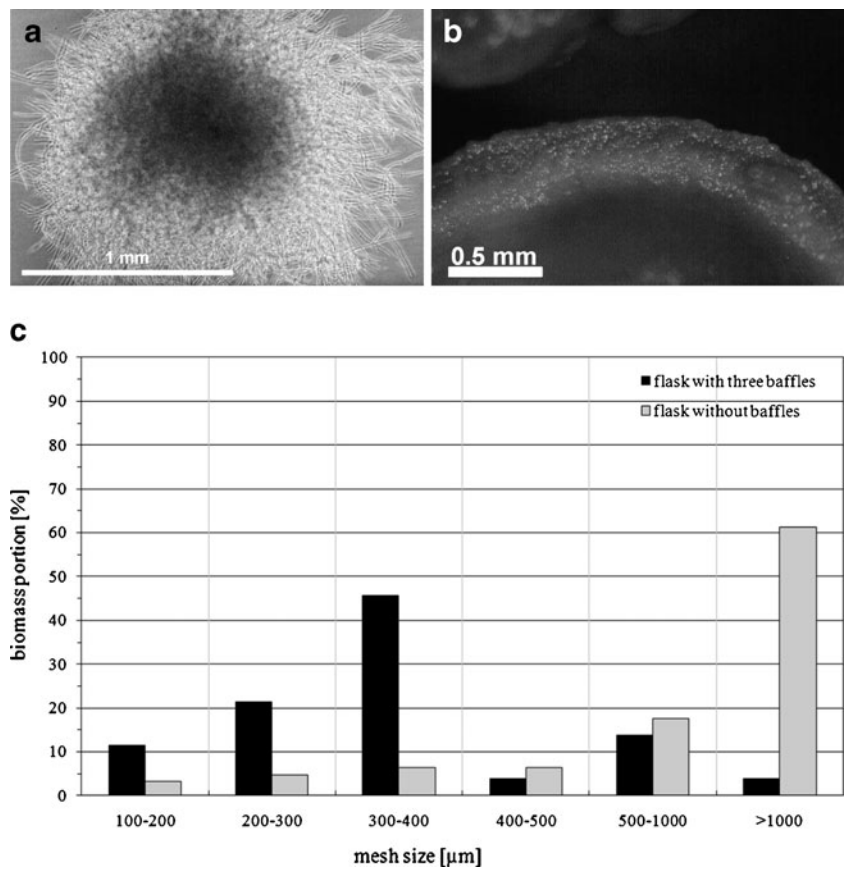 a
1 mm
b
0.5 mm
c
100
90
80
70
60
50
40
30
20
10
0
biomass portion [%]
flask with three baffles
flask without baffles
100-200
200-300
300-400
400-500
500-1000
>1000
mesh size [µm]